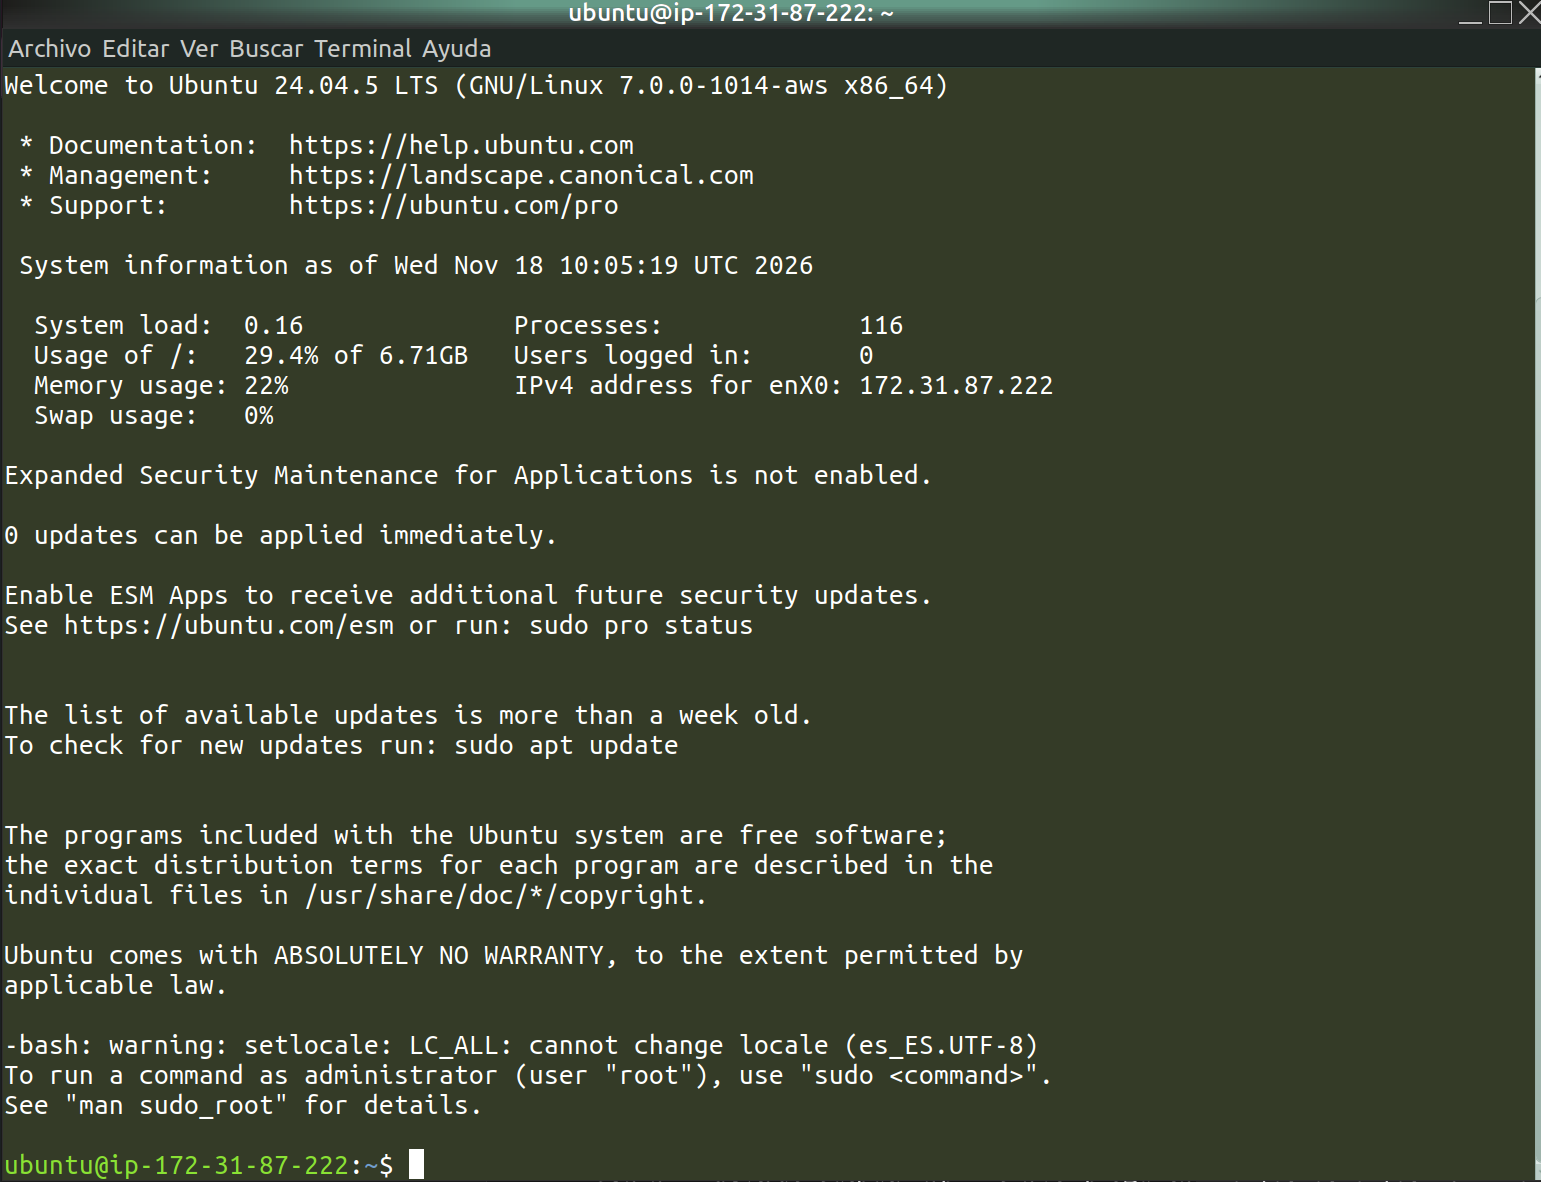 ubuntu@ip-172-31-87-222: ~
Archivo Editar Ver Buscar Terminal Ayuda
Welcome to Ubuntu 24.04.5 LTS (GNU/Linux 7.0.0-1014-aws x86_64)
* Documentation:  https://help.ubuntu.com
* Management:     https://landscape.canonical.com
* Support:        https://ubuntu.com/pro
System information as of Wed Nov 18 10:05:19 UTC 2026
System load:  0.16              Processes:             116
Usage of /:   29.4% of 6.71GB   Users logged in:       0
Memory usage: 22%               IPv4 address for enX0: 172.31.87.222
Swap usage:   0%
Expanded Security Maintenance for Applications is not enabled.
0 updates can be applied immediately.
Enable ESM Apps to receive additional future security updates.
See https://ubuntu.com/esm or run: sudo pro status
The list of available updates is more than a week old.
To check for new updates run: sudo apt update
The programs included with the Ubuntu system are free software;
the exact distribution terms for each program are described in the
individual files in /usr/share/doc/*/copyright.
Ubuntu comes with ABSOLUTELY NO WARRANTY, to the extent permitted by
applicable law.
-bash: warning: setlocale: LC_ALL: cannot change locale (es_ES.UTF-8)
To run a command as administrator (user "root"), use "sudo <command>".
See "man sudo_root" for details.
ubuntu@ip-172-31-87-222:~$